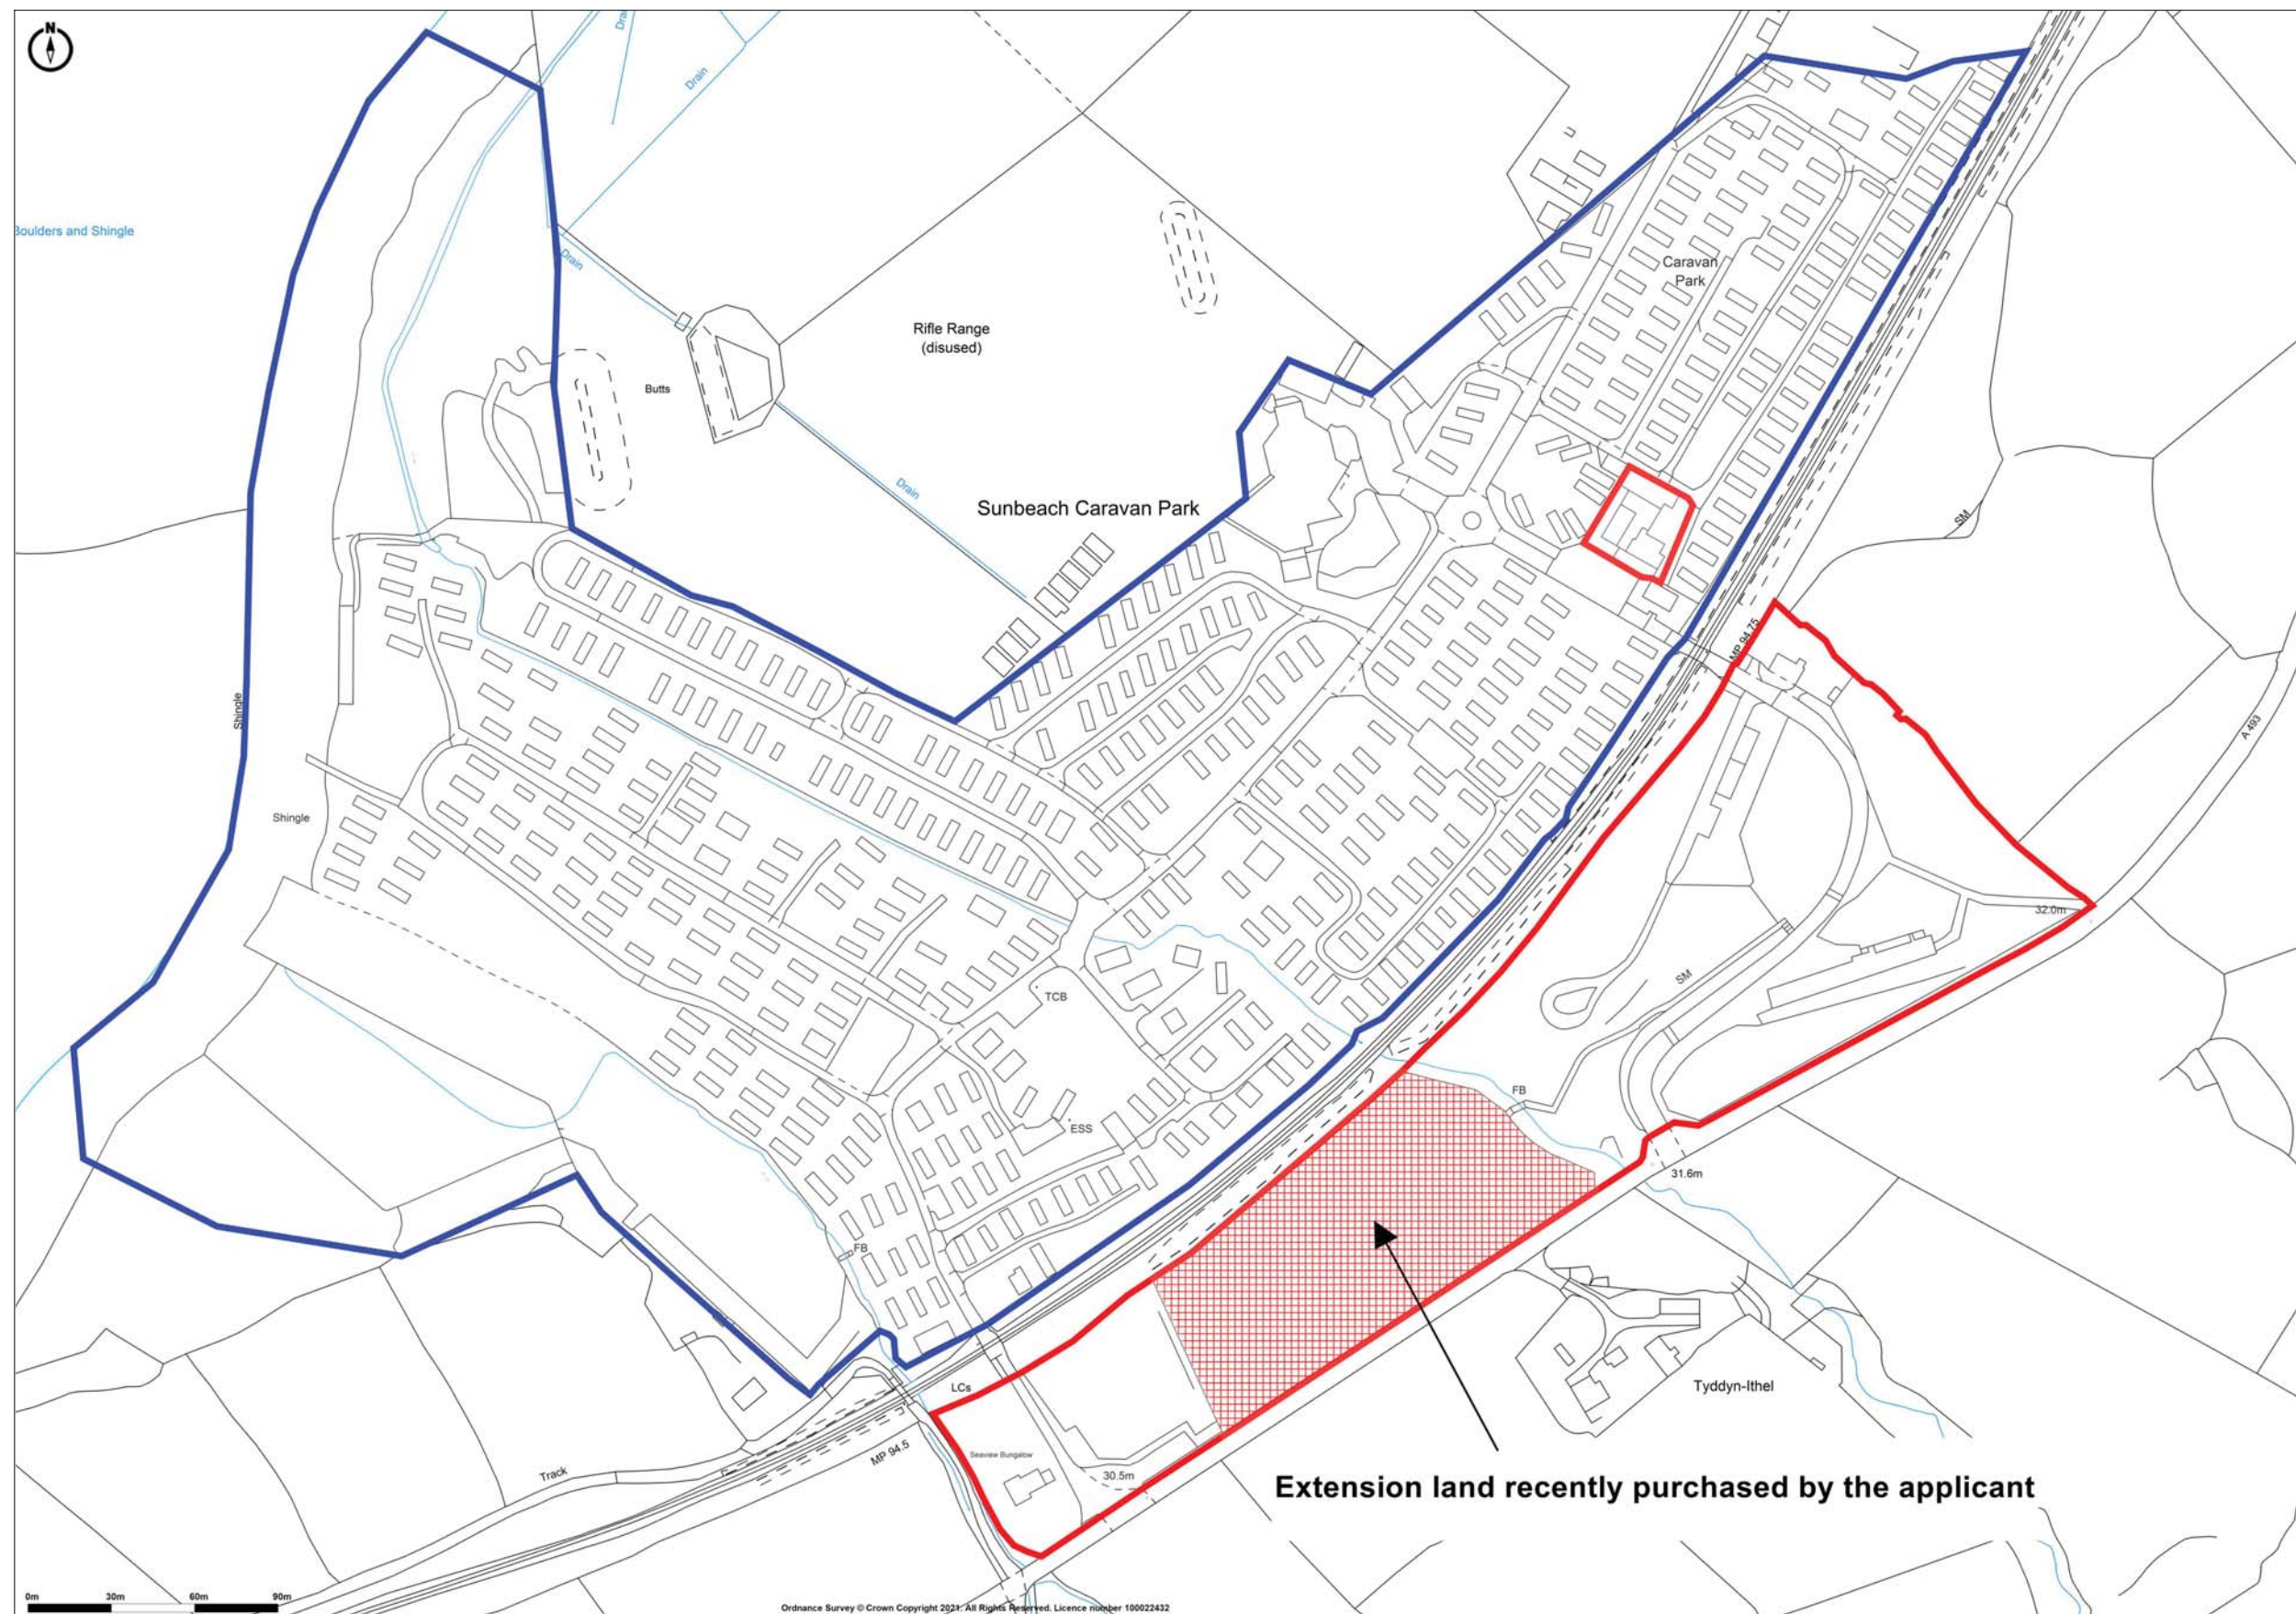 N
Drain
Drain
Boulders and Shingle
Drain
Caravan
Park
Rifle Range
(disused)
Butts
Drain
Sunbeach Caravan Park
SM
MP 94.75
Shingle
A 493
Shingle
32.0m
SM
TCB
FB
ESS
31.6m
FB
LCs
Tyddyn-Ithel
MP 94.5
Seaview Bungalow
Track
30.5m
Extension land recently purchased by the applicant
0m 30m 60m 90m
Ordnance Survey © Crown Copyright 2021. All Rights Reserved. Licence number 100022432